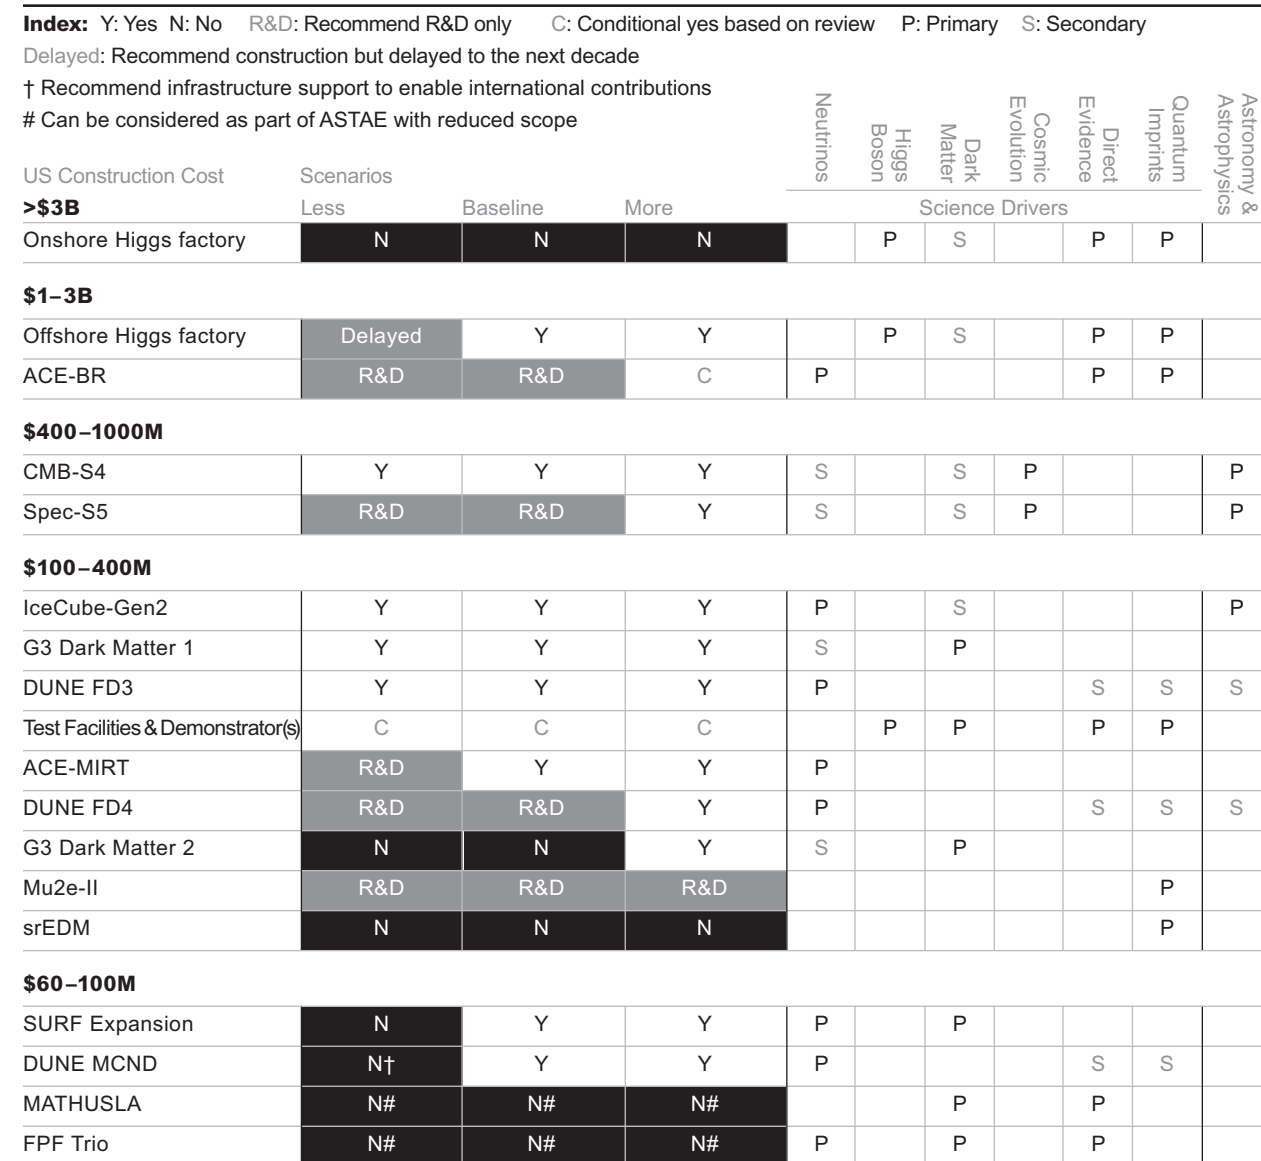 Index: Y: Yes N: No R&D: Recommend R&D only C: Conditional yes based on review P: Primary S: Secondary
Delayed: Recommend construction but delayed to the next decade
† Recommend infrastructure support to enable international contributions
# Can be considered as part of ASTAE with reduced scope
Neutrinos
Higgs
Boson
Dark
Matter
Cosmic
Evolution
Direct
Evidence
Quantum
Imprints
Astronomy &
Astrophysics
US Construction Cost Scenarios
>$3B Less Baseline More Science Drivers
Onshore Higgs factory N N N P S P P
$1–3B
Offshore Higgs factory Delayed Y Y P S P P
ACE-BR R&D R&D C P P P
$400–1000M
CMB-S4 Y Y Y S S P P
Spec-S5 R&D R&D Y S S P P
$100–400M
IceCube-Gen2 Y Y Y P S P
G3 Dark Matter 1 Y Y Y S P
DUNE FD3 Y Y Y P S S S
Test Facilities & Demonstrator(s) C C C P P P P
ACE-MIRT R&D Y Y P
DUNE FD4 R&D R&D Y P S S S
G3 Dark Matter 2 N N Y S P
Mu2e-II R&D R&D R&D P
srEDM N N N P
$60–100M
SURF Expansion N Y Y P P
DUNE MCND N† Y Y P S S
MATHUSLA N# N# N# P P
FPF Trio N# N# N# P P P